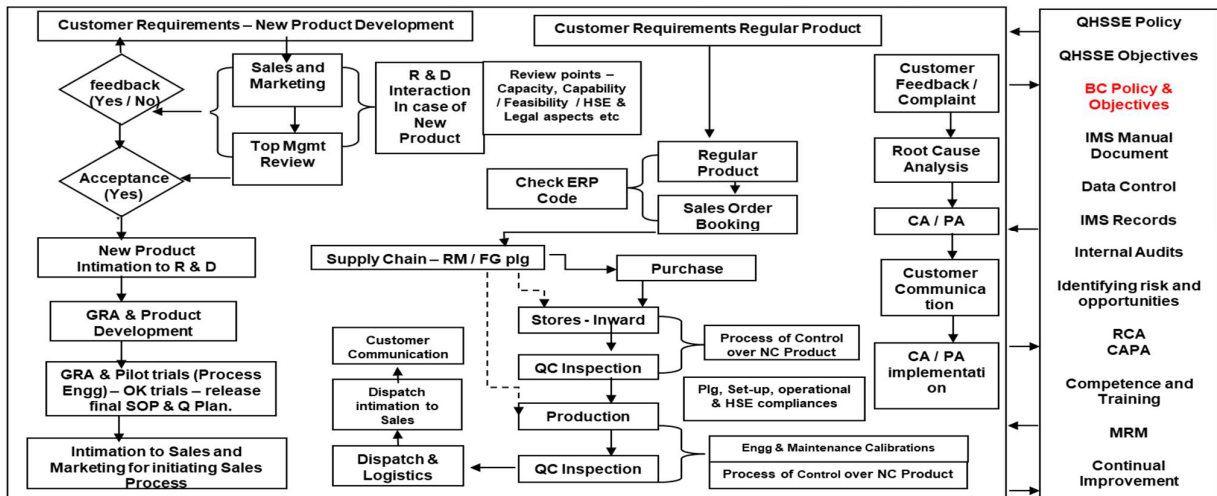 Customer Requirements – New Product Development
feedback
(Yes / No)
Sales and
Marketing
Top Mgmt
Review
R & D
Interaction
In case of
New
Product
Acceptance
(Yes)
New Product
Intimation to R & D
GRA & Product
Development
GRA & Pilot trials (Process
Engg) – OK trials – release
final SOP & Q Plan.
Intimation to Sales and
Marketing for initiating Sales
Process
Customer Requirements Regular Product
Review points –
Capacity, Capability
/ Feasibility / HSE &
Legal aspects etc
Regular
Product
Check ERP
Code
Sales Order
Booking
Supply Chain – RM / FG plg
Purchase
Stores - Inward
QC Inspection
Process of Control
over NC Product
Plg, Set-up, operational
& HSE compliances
Production
QC Inspection
Engg & Maintenance Calibrations
Process of Control over NC Product
Dispatch &
Logistics
Dispatch
intimation to
Sales
Customer
Communication
Customer
Feedback /
Complaint
Root Cause
Analysis
CA / PA
Customer
Communica
tion
CA / PA
implementati
on
QHSSE Policy
QHSSE Objectives
BC Policy &
Objectives
IMS Manual
Document
Data Control
IMS Records
Internal Audits
Identifying risk and
opportunities
RCA
CAPA
Competence and
Training
MRM
Continual
Improvement